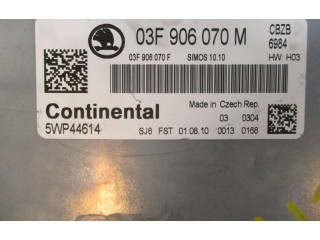 03F 906 070 M
CBZB
6984
03F 906 070 F SIMOS 10.10 HW: H03
Continental
5WP44614
Made in Czech Rep.
03 0304
SJ6 FST 01.08.10 0013 0168